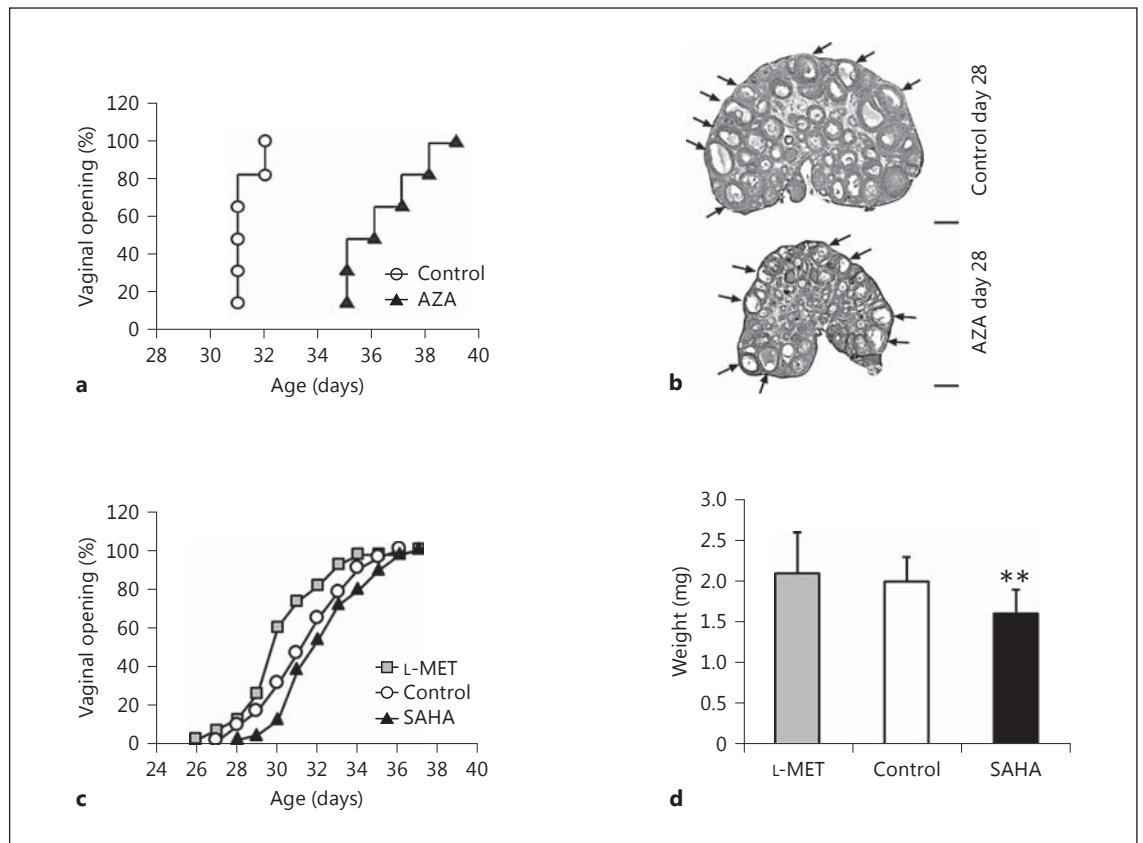 120
100
80
60
40
20
0
Vaginal opening (%)
Control
AZA
28 30 32 34 36 38 40
Age (days)
a
Control day 28
AZA day 28
b
120
100
80
60
40
20
0
Vaginal opening (%)
L-MET
Control
SAHA
24 26 28 30 32 34 36 38 40
Age (days)
c
3.0
2.5
2.0
1.5
1.0
0.5
0
Weight (mg)
**
L-MET Control SAHA
d